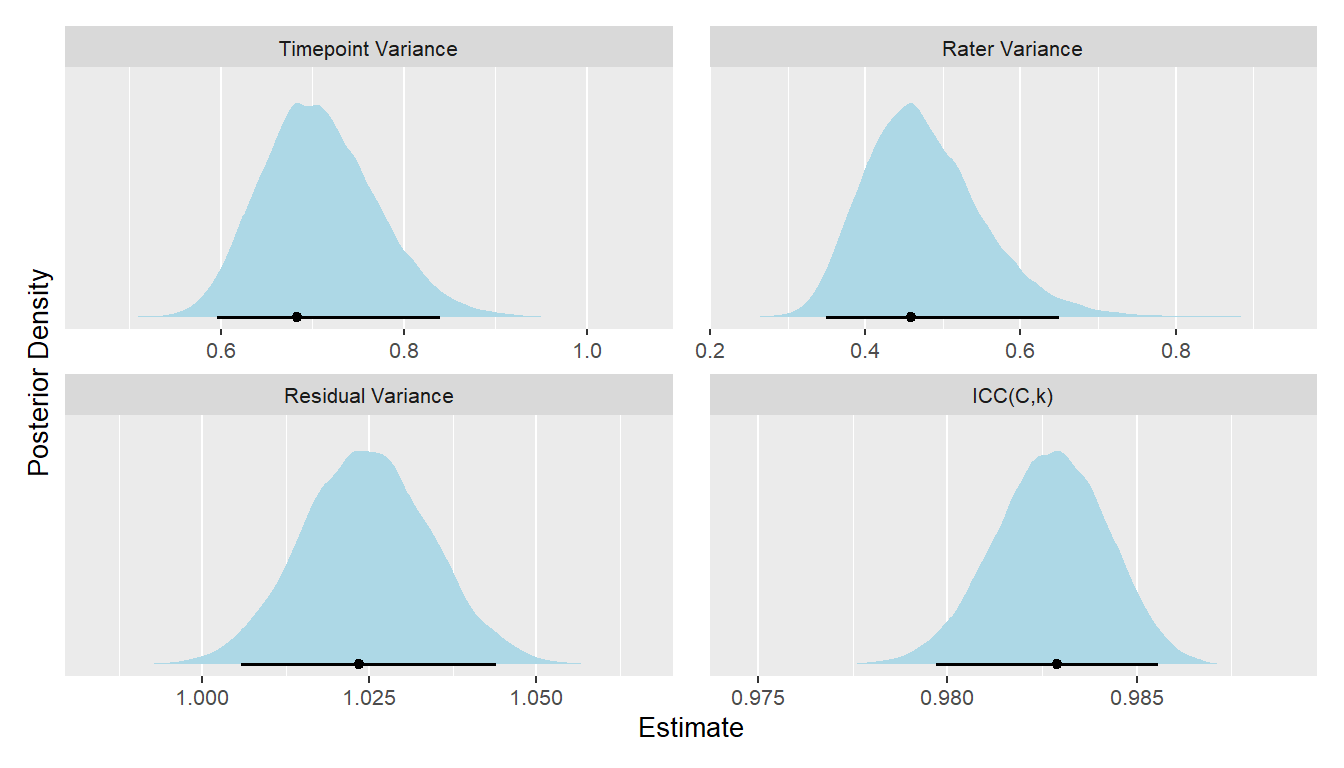 Timepoint Variance
Rater Variance
0.6 0.8 1.0
0.2 0.4 0.6 0.8
Posterior Density
Residual Variance
ICC(C,k)
1.000 1.025 1.050
0.975 0.980 0.985
Estimate